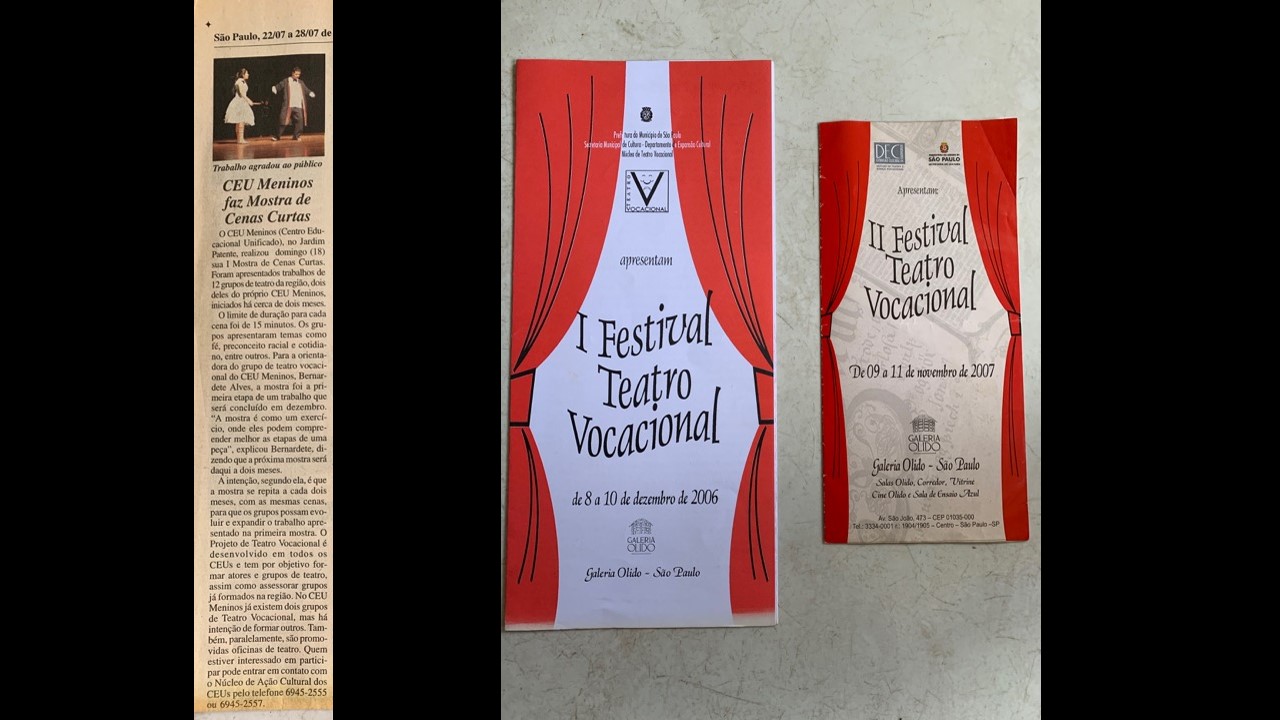 São Paulo, 22/07 a 28/07 de
Trabalho agradou ao público
CEU Meninos
faz Mostra de
Cenas Curtas
O CEU Meninos (Centro Edu-
cacional Unificado), no Jardim
Patente, realizou domingo (18)
sua I Mostra de Cenas Curtas.
Foram apresentados trabalhos de
12 grupos de teatro da região, dois
deles do próprio CEU Meninos,
iniciados há cerca de dois meses.
O limite de duração para cada
cena foi de 15 minutos. Os gru-
pos apresentaram temas como
fé, preconceito racial e cotidia-
no, entre outros. Para a orienta-
dora do grupo de teatro vocaci-
onal do CEU Meninos, Bernar-
dete Alves, a mostra foi a pri-
meira etapa de um trabalho que
será concluído em dezembro.
"A mostra é como um exercí-
cio, onde eles podem compre-
ender melhor as etapas de uma
peça", explicou Bernardete, di-
zendo que a próxima mostra será
daqui a dois meses.
A intenção, segundo ela, é que
a mostra se repita a cada dois
meses, com as mesmas cenas,
para que os grupos possam evo-
luir e expandir o trabalho apre-
sentado na primeira mostra. O
Projeto de Teatro Vocacional é
desenvolvido em todos os
CEUs e tem por objetivo for-
mar atores e grupos de teatro,
assim como assessorar grupos
já formados na região. No CEU
Meninos já existem dois grupos
de Teatro Vocacional, mas há
intenção de formar outros. Tam-
bém, paralelamente, são promo-
vidas oficinas de teatro. Quem
estiver interessado em partici-
par pode entrar em contato com
o Núcleo de Ação Cultural dos
CEUs pelo telefone 6945-2555
ou 6945-2557.
Prefeitura do Município de São Paulo
Secretaria Municipal de Cultura - Departamento de Expansão Cultural
Núcleo de Teatro Vocacional
TEATRO
V
VOCACIONAL
apresentam
I Festival
Teatro
Vocacional
de 8 a 10 de dezembro de 2006
GALERIA
OLIDO
Galeria Olido - São Paulo
DEC
SÃO PAULO
Apresentam:
II Festival
Teatro
Vocacional
De 09 a 11 de novembro de 2007
GALERIA
OLIDO
Galeria Olido - São Paulo
Salas Olido, Corredor, Vitrine
Cine Olido e Sala de Ensaio Azul
Av. São João, 473 – CEP 01035-000
Tel.: 3334-0001 r.: 1904/1905 – Centro – São Paulo –SP